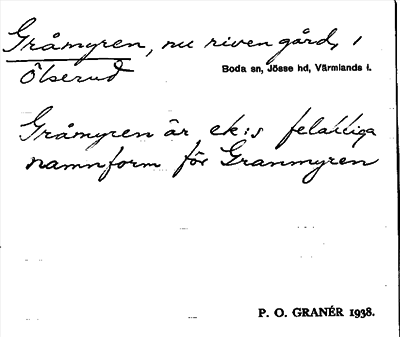 Gråmyren, nu riven gård, i
Ölserud
Boda sn, Jösse hd, Värmlands l.
Gråmyren är ek:s felaktiga
namnform för Granmyren
P. O. GRANÉR 1938.